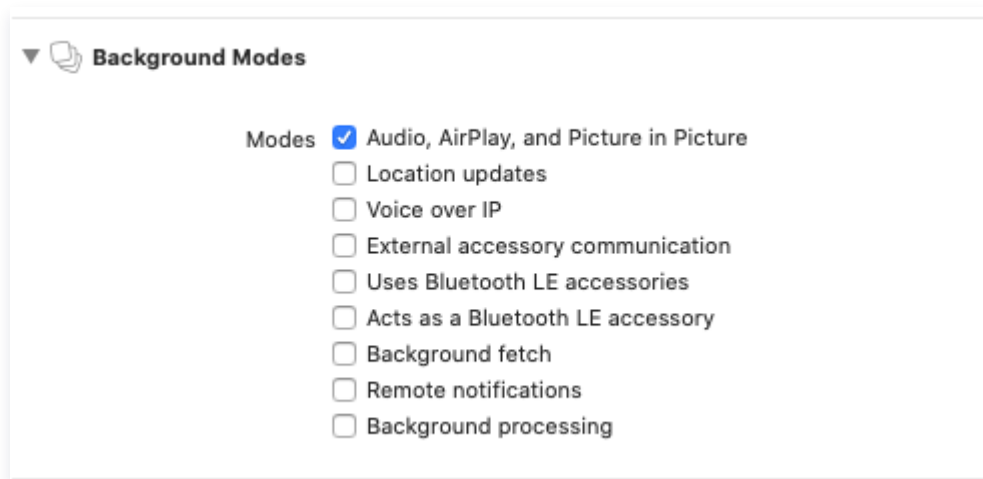 Background Modes
Modes Audio, AirPlay, and Picture in Picture
Location updates
Voice over IP
External accessory communication
Uses Bluetooth LE accessories
Acts as a Bluetooth LE accessory
Background fetch
Remote notifications
Background processing